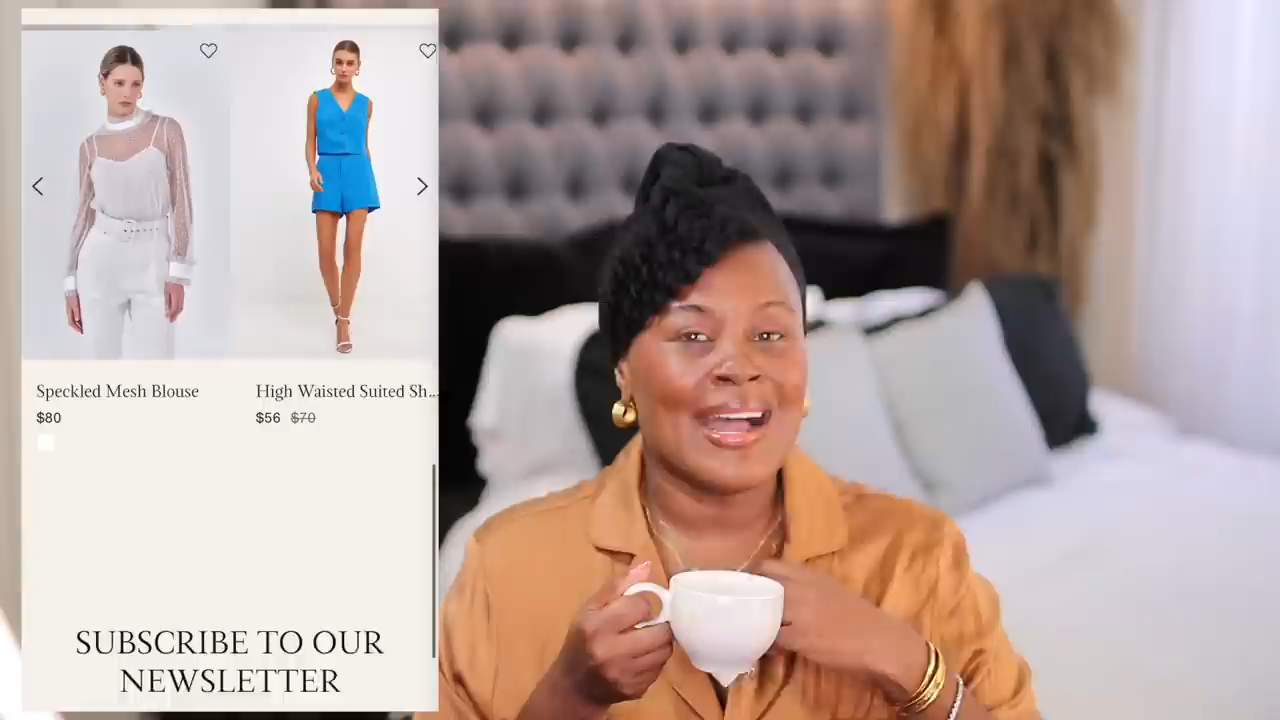 Speckled Mesh Blouse
High Waisted Suited Sh...
$80
$56 $70
SUBSCRIBE TO OUR
NEWSLETTER